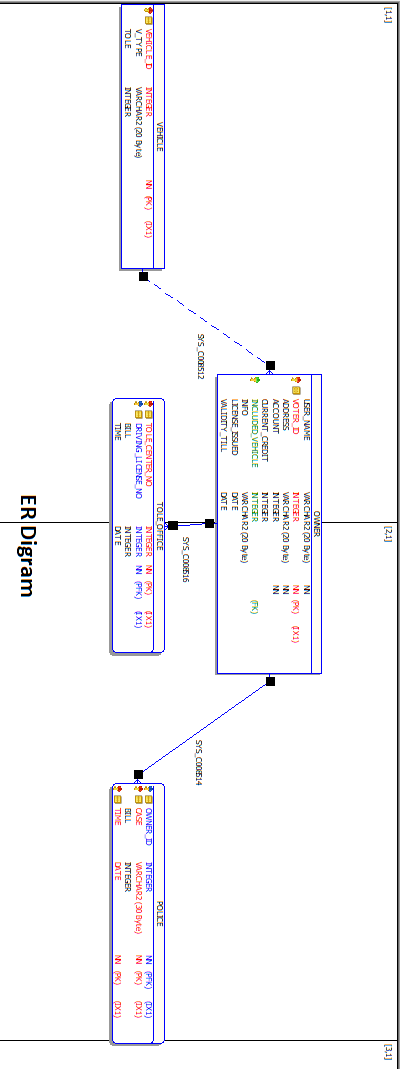 [1,1]
[2,1]
[3,1]
VEHICLE
VEHICLE_ID INTEGER NN (PK) (IX1)
V_TYPE VARCHAR2 (20 Byte)
TOLE INTEGER
SYS_C008512
OWNER
USER_NAME VARCHAR2 (20 Byte) NN
VOTER_ID INTEGER NN (PK) (IX1)
ADDRESS VARCHAR2 (20 Byte) NN
ACCOUNT INTEGER NN
CURRENT_CREDIT INTEGER
INCLUDED_VEHICLE INTEGER (FK)
INFO VARCHAR2 (20 Byte)
LICENSE_ISSUED DATE
VALIDITY_TILL DATE
SYS_C008516
TOLE_OFFICE
TOLE_CENTER_NO INTEGER NN (PK) (IX1)
DRIVING_LICENSE_NO INTEGER NN (PFK) (IX1)
BILL INTEGER
TIME DATE
SYS_C008514
POLICE
OWNER_ID INTEGER NN (PFK) (IX1)
CASE VARCHAR2 (30 Byte) NN (PK) (IX1)
BILL INTEGER
TIME DATE NN (PK) (IX1)
ER Digram